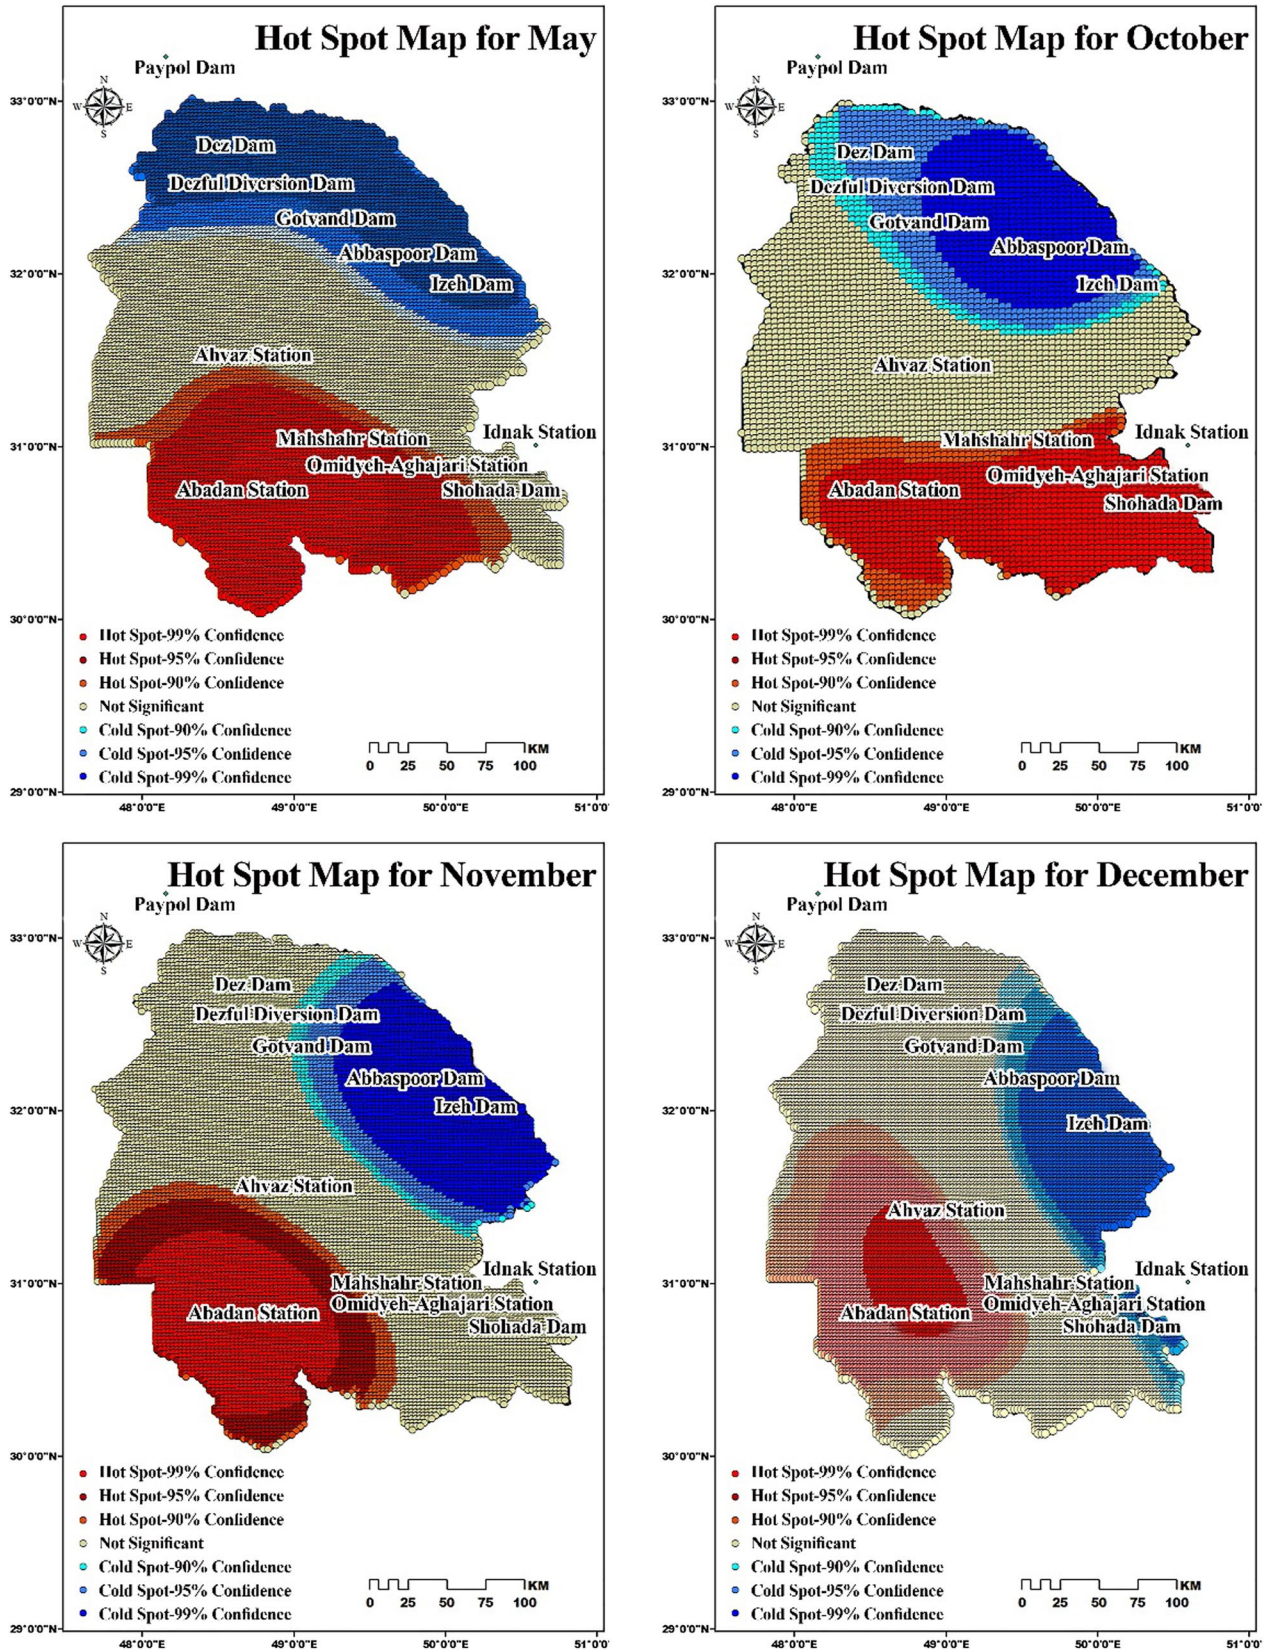 Hot Spot Map for May
Paypol Dam
N
W E
S
33°0'0"N
Dez Dam
Dezful Diversion Dam
Gotvand Dam
Abbaspoor Dam
32°0'0"N
Izeh Dam
Ahvaz Station
Idnak Station
Mahshahr Station
31°0'0"N
Omidyeh-Aghajari Station
Abadan Station
Shohada Dam
30°0'0"N
Hot Spot-99% Confidence
Hot Spot-95% Confidence
Hot Spot-90% Confidence
Not Significant
Cold Spot-90% Confidence
Cold Spot-95% Confidence
Cold Spot-99% Confidence
KM
0 25 50 75 100
29°0'0"N
48°0'0"E 49°0'0"E 50°0'0"E 51°0'0'
Hot Spot Map for October
Paypol Dam
N
W E
S
33°0'0"N
Dez Dam
Dezful Diversion Dam
Gotvand Dam
Abbaspoor Dam
32°0'0"N
Izeh Dam
Ahvaz Station
Idnak Station
Mahshahr Station
31°0'0"N
Omidyeh-Aghajari Station
Abadan Station
Shohada Dam
30°0'0"N
Hot Spot-99% Confidence
Hot Spot-95% Confidence
Hot Spot-90% Confidence
Not Significant
Cold Spot-90% Confidence
Cold Spot-95% Confidence
Cold Spot-99% Confidence
KM
0 25 50 75 100
29°0'0"N
48°0'0"E 49°0'0"E 50°0'0"E 51°0'0'
Hot Spot Map for November
Paypol Dam
N
W E
S
33°0'0"N
Dez Dam
Dezful Diversion Dam
Gotvand Dam
Abbaspoor Dam
Izeh Dam
32°0'0"N
Ahvaz Station
Idnak Station
Mahshahr Station
31°0'0"N
Omidyeh-Aghajari Station
Abadan Station
Shohada Dam
30°0'0"N
Hot Spot-99% Confidence
Hot Spot-95% Confidence
Hot Spot-90% Confidence
Not Significant
Cold Spot-90% Confidence
Cold Spot-95% Confidence
Cold Spot-99% Confidence
KM
0 25 50 75 100
29°0'0"N
48°0'0"E 49°0'0"E 50°0'0"E 51°0'0'
Hot Spot Map for December
Paypol Dam
N
W E
S
33°0'0"N
Dez Dam
Dezful Diversion Dam
Gotvand Dam
Abbaspoor Dam
32°0'0"N
Izeh Dam
Ahvaz Station
Idnak Station
Mahshahr Station
31°0'0"N
Omidyeh-Aghajari Station
Abadan Station
Shohada Dam
30°0'0"N
Hot Spot-99% Confidence
Hot Spot-95% Confidence
Hot Spot-90% Confidence
Not Significant
Cold Spot-90% Confidence
Cold Spot-95% Confidence
Cold Spot-99% Confidence
KM
0 25 50 75 100
29°0'0"N
48°0'0"E 49°0'0"E 50°0'0"E 51°0'0'